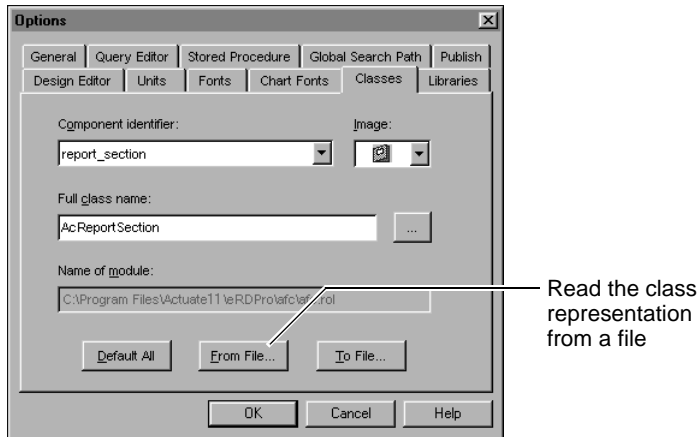 Options
General Query Editor Stored Procedure Global Search Path Publish
Design Editor Units Fonts Chart Fonts Classes Libraries
Component identifier: Image:
report_section
Full class name:
AcReportSection ...
Name of module:
C:\Program Files\Actuate11\eRDPro\afc\afc.rol
Read the class
representation
from a file
Default All From File... To File...
OK Cancel Help